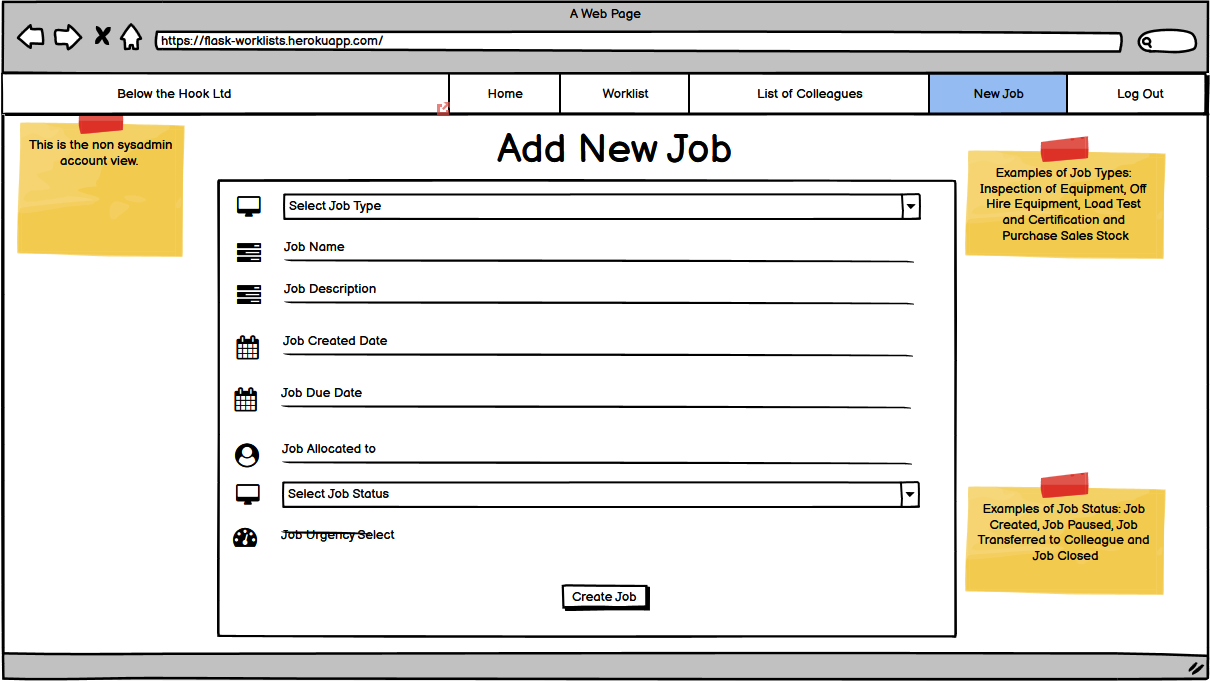 A Web Page
https://flask-worklists.herokuapp.com/
Below the Hook Ltd
Home
Worklist
List of Colleagues
New Job
Log Out
This is the non sysadmin
account view.
Add New Job
Examples of Job Types:
Inspection of Equipment, Off
Hire Equipment, Load Test
and Certification and
Purchase Sales Stock
Select Job Type
Job Name
Job Description
Job Created Date
Job Due Date
Job Allocated to
Select Job Status
Examples of Job Status: Job
Created, Job Paused, Job
Transferred to Colleague and
Job Closed
Job Urgency Select
Create Job